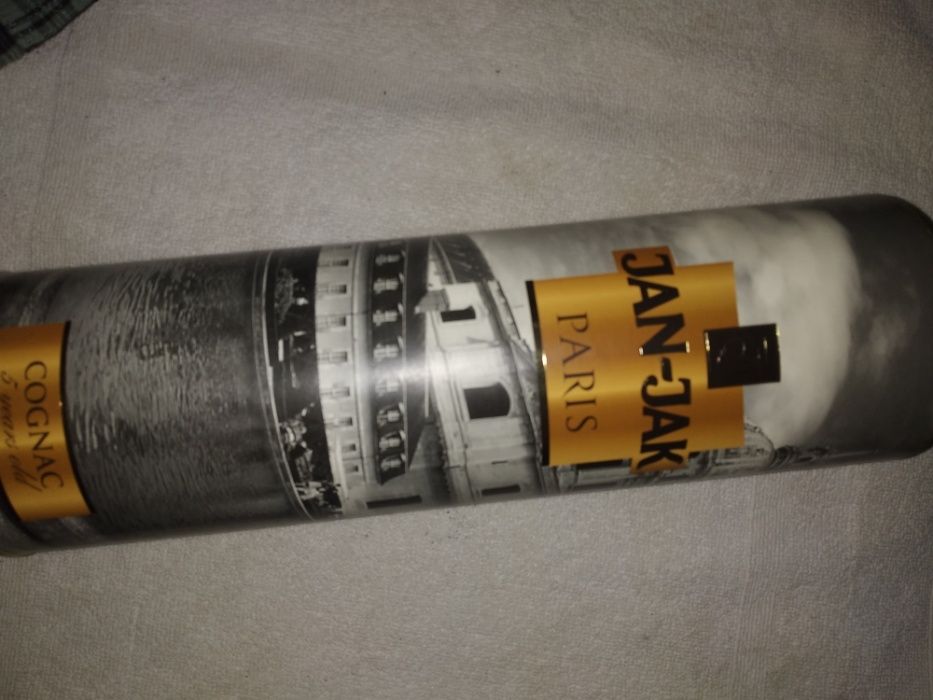 JAN-JAK
PARIS
COGNAC
5 years old